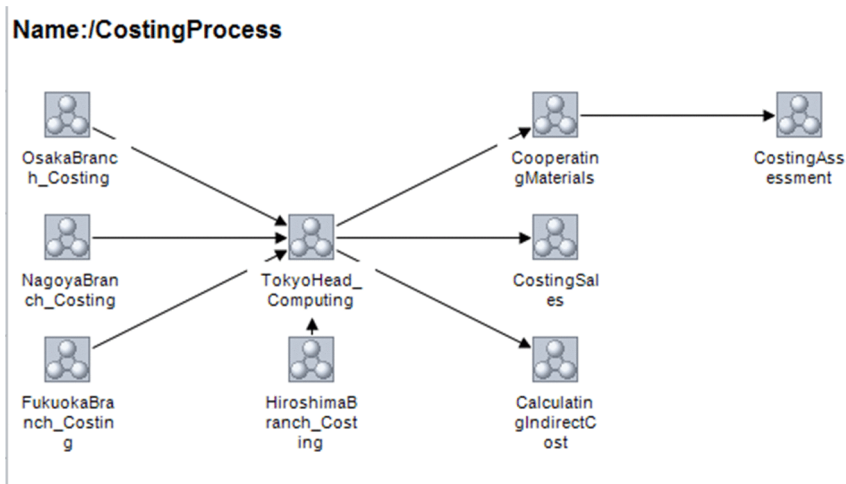 Name:/CostingProcess
OsakaBranc
h_Costing
Cooperatin
gMaterials
CostingAss
essment
NagoyaBran
ch_Costing
TokyoHead_
Computing
CostingSal
es
FukuokaBra
nch_Costin
g
HiroshimaB
ranch_Cost
ing
Calculatin
gIndirectC
ost